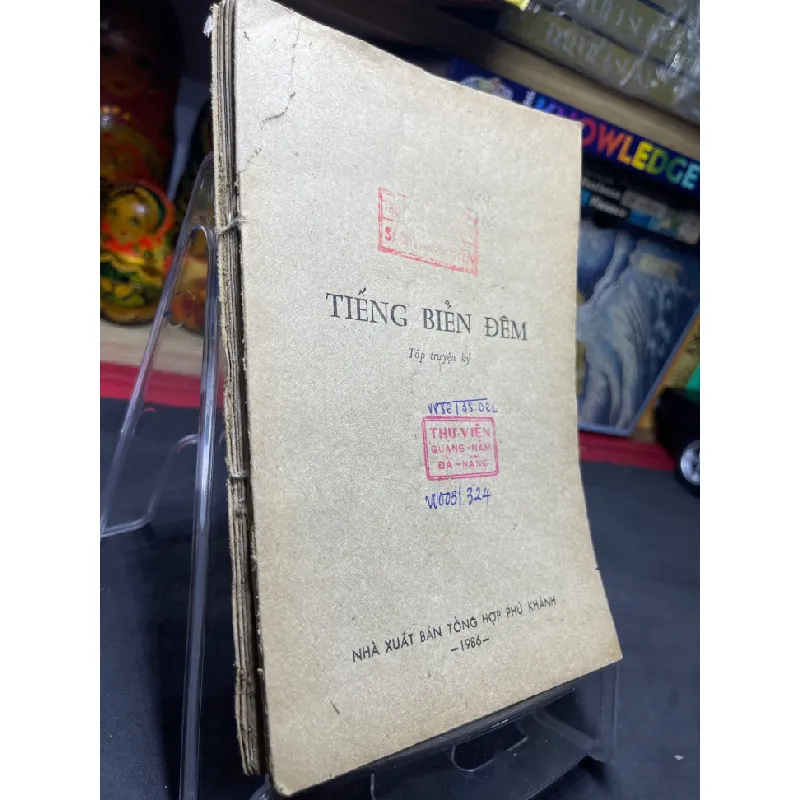 KNOWLEDGE
TIẾNG BIỂN ĐÊM
Tập truyện ký
THƯ-VIỆN
QUẢNG-NAM
ĐÀ-NẴNG
324
NHÀ XUẤT BẢN TỔNG HỢP PHÚ KHÁNH
—1986—